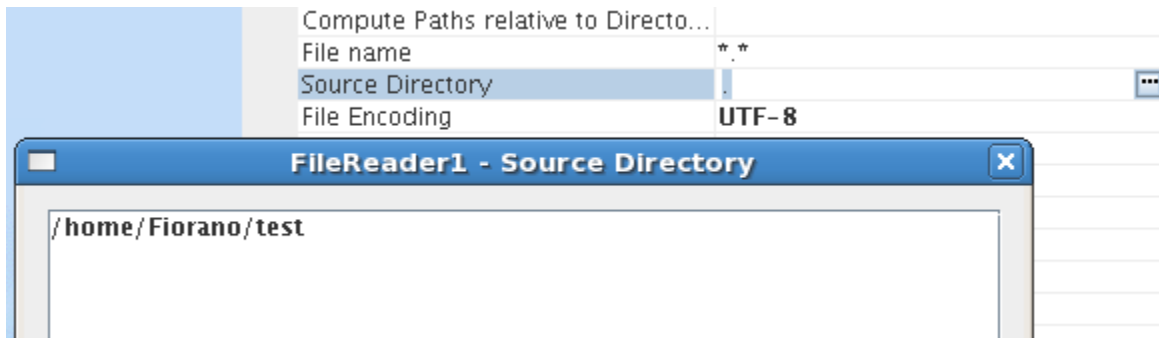 Compute Paths relative to Directo...
File name *.*
Source Directory .
File Encoding UTF-8
FileReader1 - Source Directory
/home/Fiorano/test